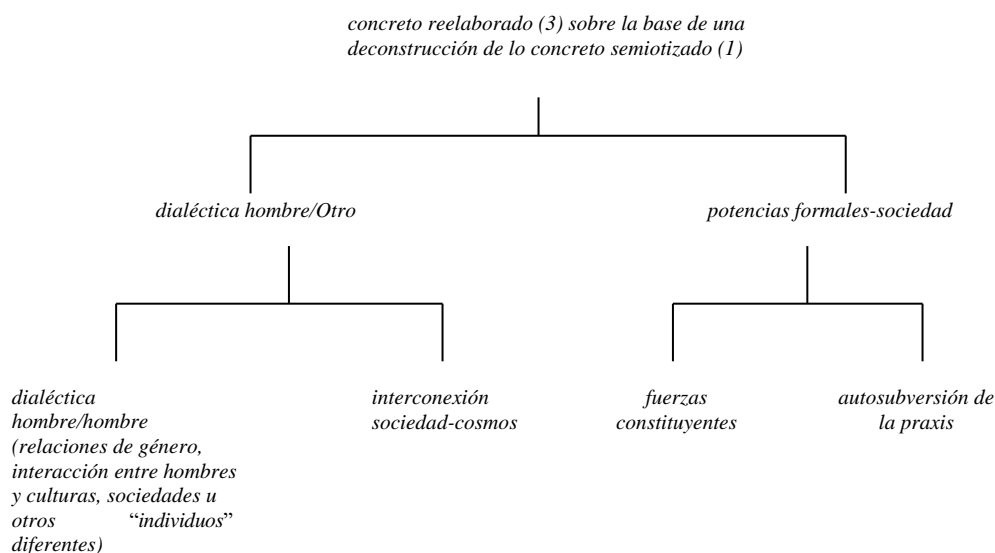 concreto reelaborado (3) sobre la base de una
deconstrucción de lo concreto semiotizado (1)
dialéctica hombre/Otro
potencias formales-sociedad
dialéctica
hombre/hombre
(relaciones de género,
interacción entre hombres
y culturas, sociedades u
otros “individuos”
diferentes)
interconexión
sociedad-cosmos
fuerzas
constituyentes
autosubversión de
la praxis